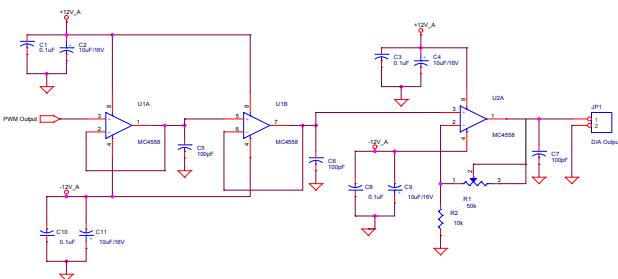 +12V_A
+12V_A
C1
0.1uF
C2
10uF/16V
C3
0.1uF
C4
10uF/16V
PWM Output
8
3
2
1
4
U1A
MC4558
C5
100pF
8
5
6
7
4
U1B
MC4558
C6
100pF
8
3
2
1
4
U2A
MC4558
JP1
1
2
D/A Outpu
C7
100pF
-12V_A
C8
0.1uF
C9
10uF/16V
1
2
3
R1
50k
R2
10k
-12V_A
C10
0.1uF
C11
10uF/16V